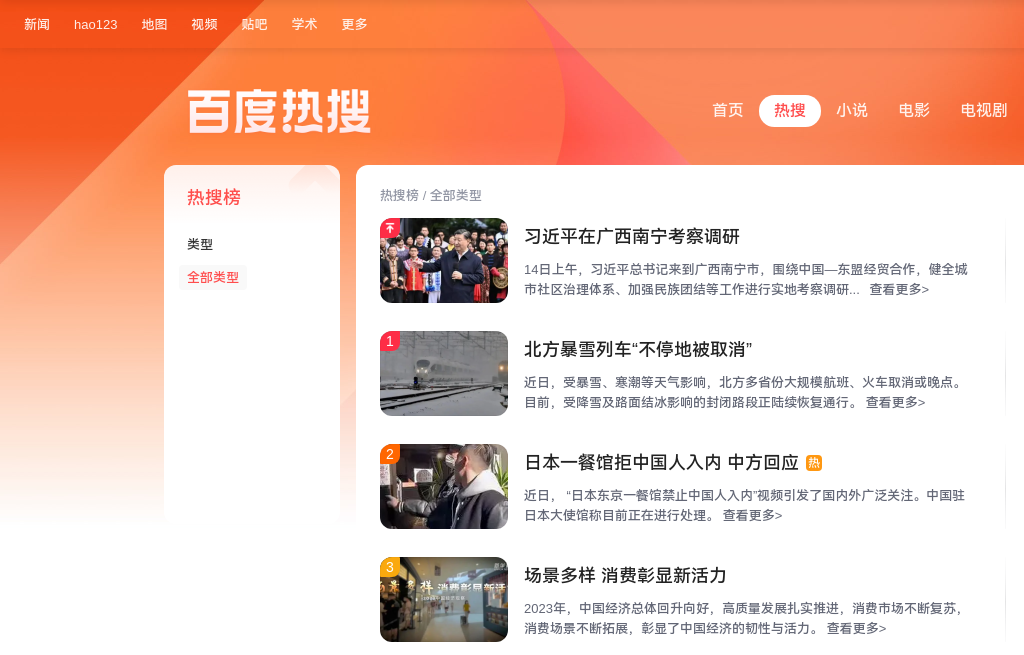 新闻 hao123 地图 视频 贴吧 学术 更多
百度热搜
首页 热搜 小说 电影 电视剧
热搜榜
类型
全部类型
热搜榜 / 全部类型
习近平在广西南宁考察调研
14日上午，习近平总书记来到广西南宁市，围绕中国—东盟经贸合作，健全城
市社区治理体系、加强民族团结等工作进行实地考察调研... 查看更多>
1
北方暴雪列车“不停地被取消”
近日，受暴雪、寒潮等天气影响，北方多省份大规模航班、火车取消或晚点。
目前，受降雪及路面结冰影响的封闭路段正陆续恢复通行。 查看更多>
2
日本一餐馆拒中国人入内 中方回应 热
近日， “日本东京一餐馆禁止中国人入内”视频引发了国内外广泛关注。中国驻
日本大使馆称目前正在进行处理。 查看更多>
3
场景多样 消费彰显新活力
场景多样 消费彰显新活力
2023年，中国经济总体回升向好，高质量发展扎实推进，消费市场不断复苏，
消费场景不断拓展，彰显了中国经济的韧性与活力。 查看更多>